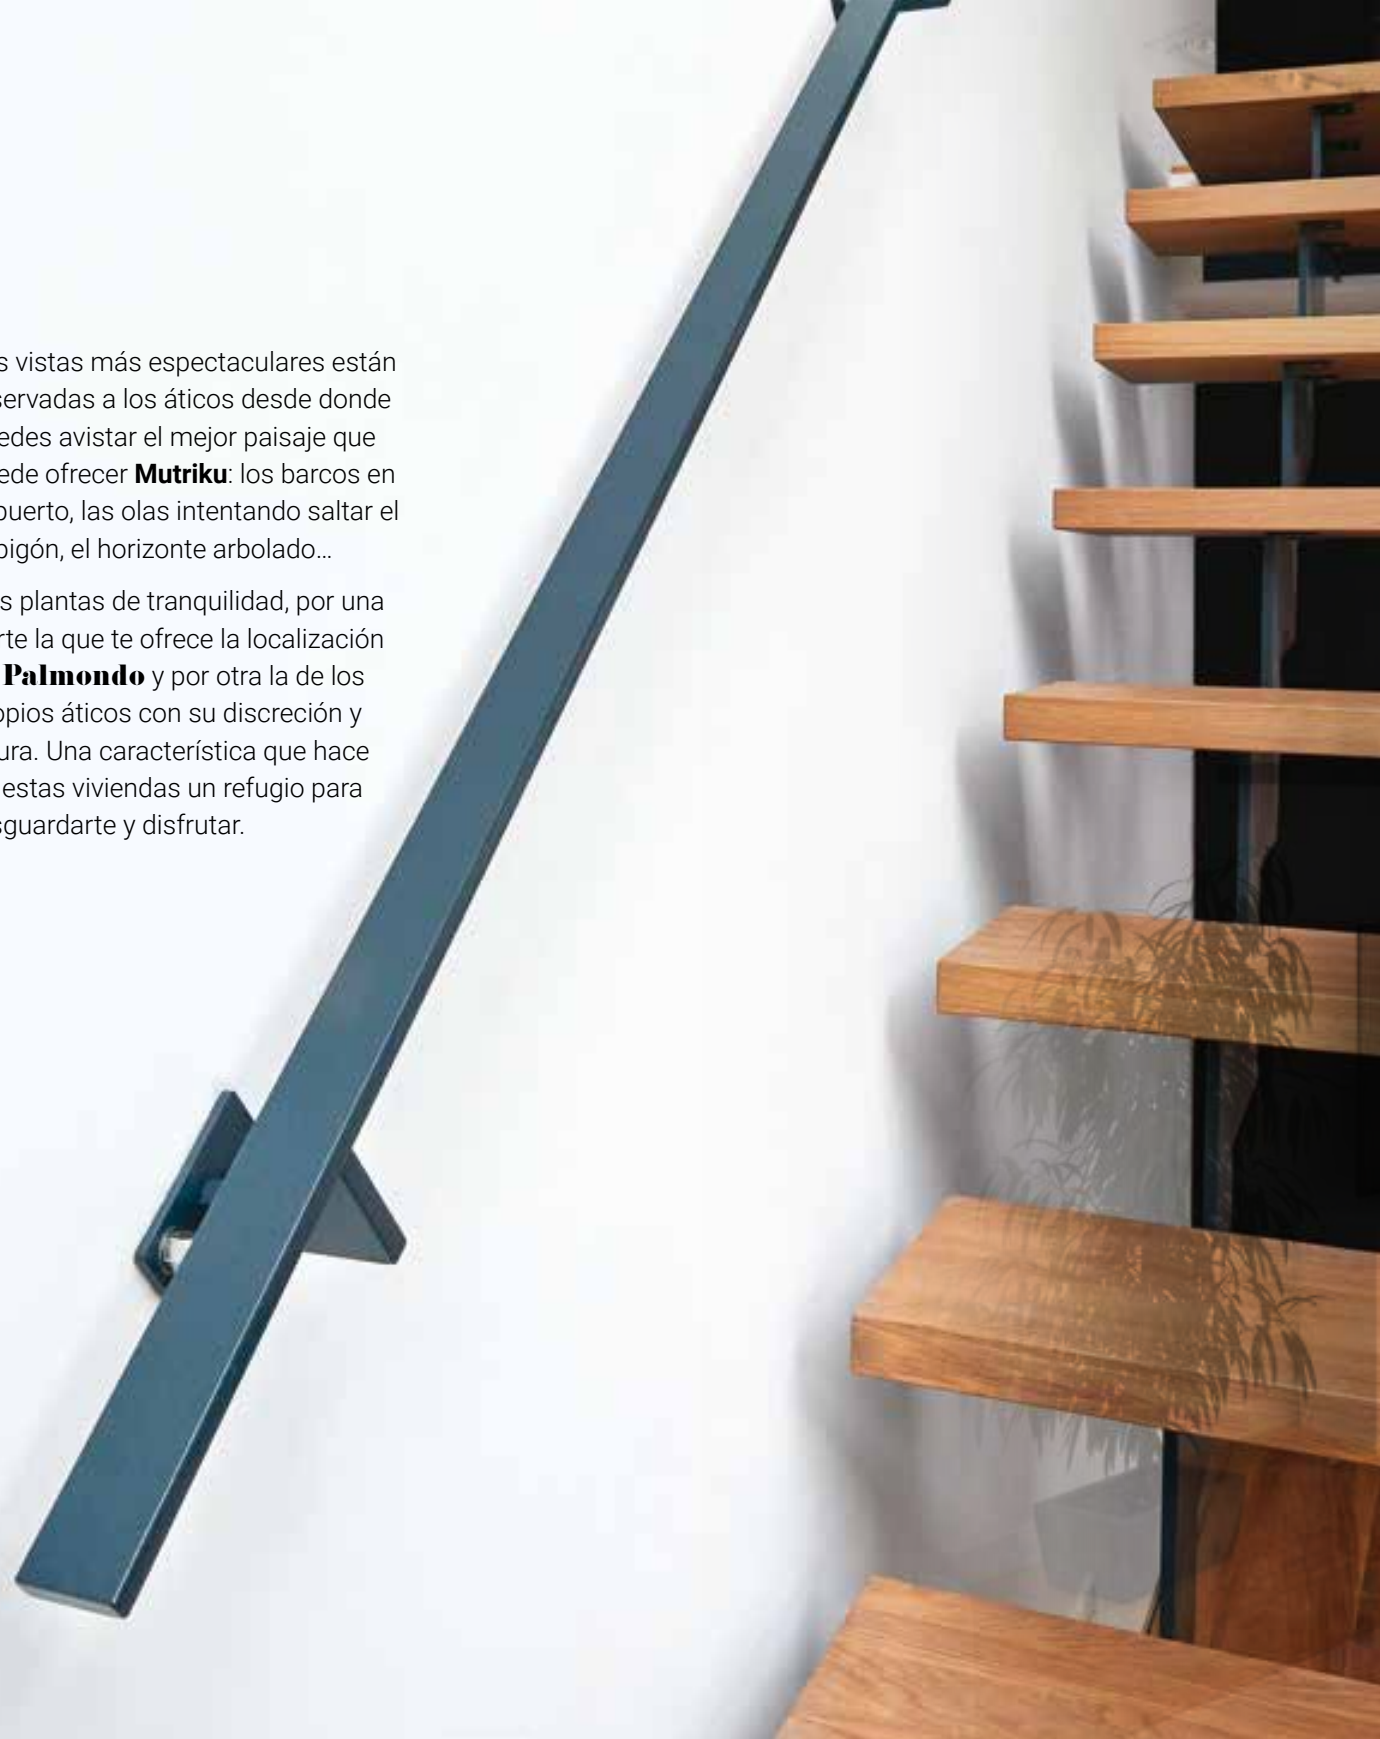 s vistas más espectaculares están
servadas a los áticos desde donde
edes avistar el mejor paisaje que
ede ofrecer Mutriku: los barcos en
puerto, las olas intentando saltar el
pigón, el horizonte arbolado…
s plantas de tranquilidad, por una
rte la que te ofrece la localización
Palmondo y por otra la de los
opios áticos con su discreción y
ura. Una característica que hace
estas viviendas un refugio para
sguardarte y disfrutar.